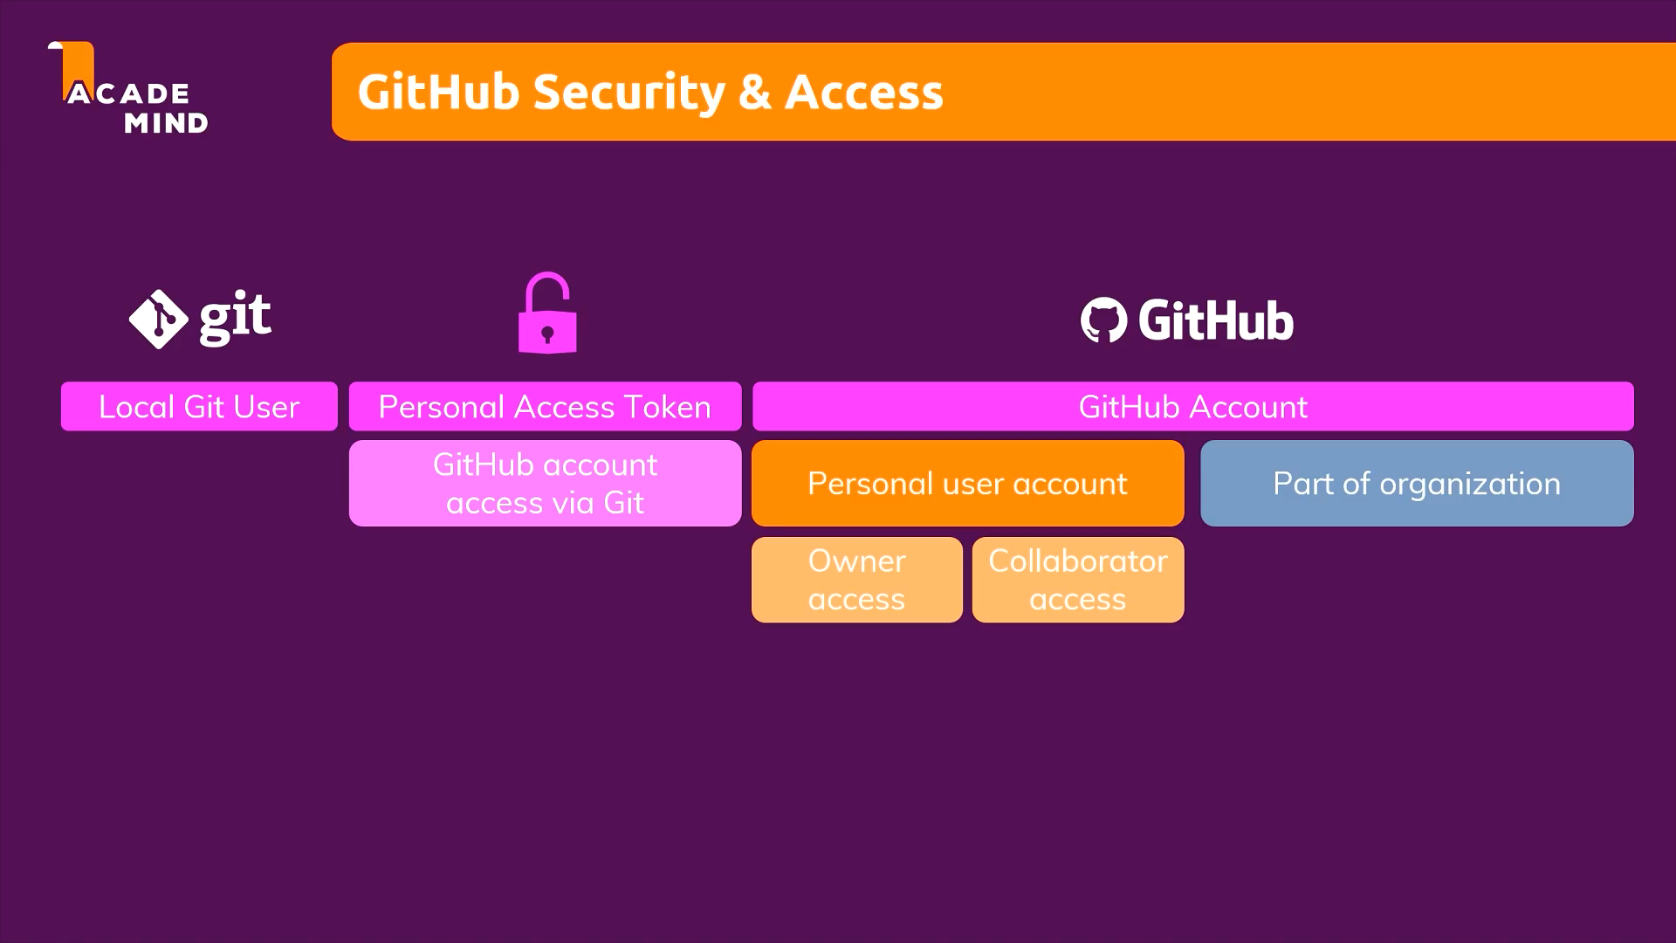 ACADE
MIND
GitHub Security & Access
git
GitHub
Local Git User
Personal Access Token
GitHub Account
GitHub account
access via Git
Personal user account
Part of organization
Owner
access
Collaborator
access